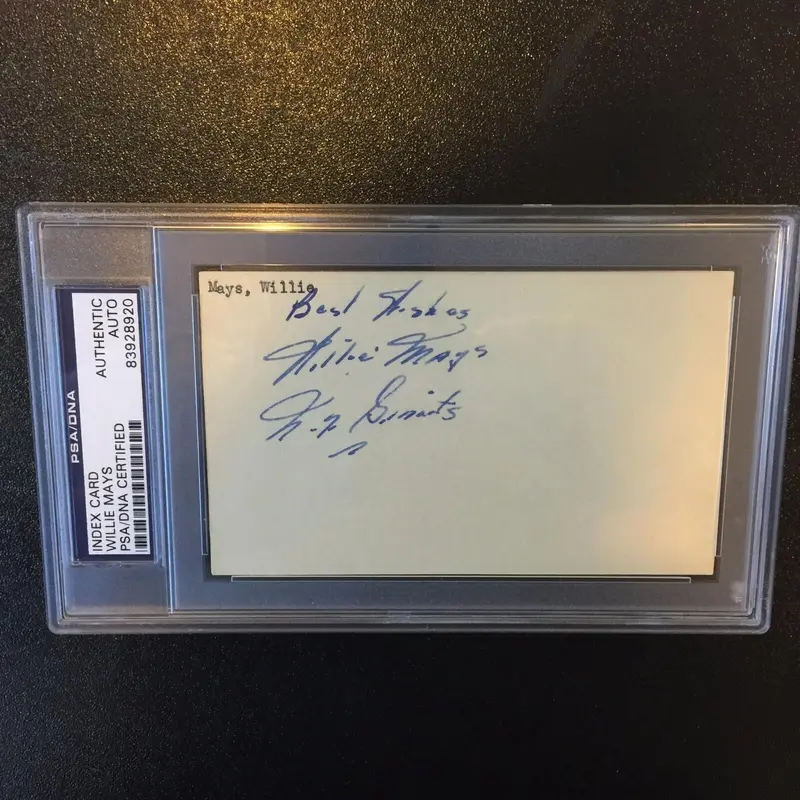 PSA/DNA
INDEX CARD
WILLIE MAYS
PSA/DNA CERTIFIED
AUTHENTIC
AUTO
83928920
Mays, Willie
Best Wishes
Willie Mays
N.Y Giants